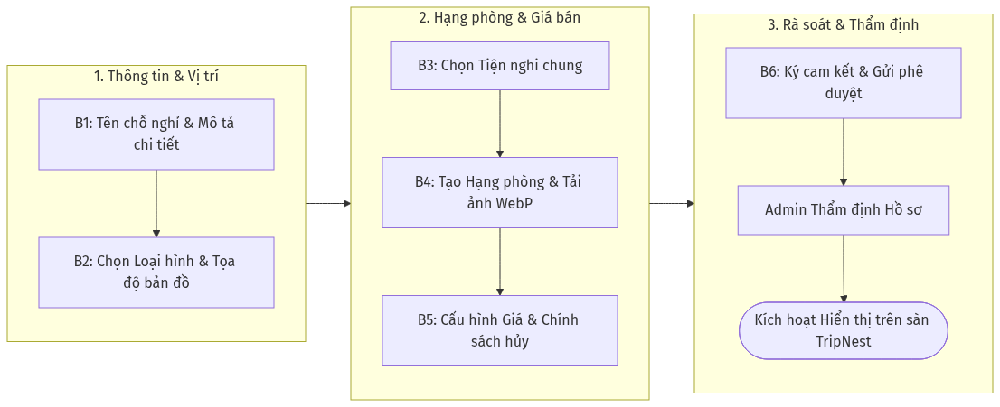 1. Thông tin & Vị trí
B1: Tên chỗ nghỉ & Mô tả
chi tiết
B2: Chọn Loại hình & Tọa
độ bản đồ
2. Hạng phòng & Giá bán
B3: Chọn Tiện nghi chung
B4: Tạo Hạng phòng & Tải
ảnh WebP
B5: Cấu hình Giá & Chính
sách hủy
3. Rà soát & Thẩm định
B6: Ký cam kết & Gửi phê
duyệt
Admin Thẩm định Hồ sơ
Kích hoạt Hiển thị trên sàn
TripNest